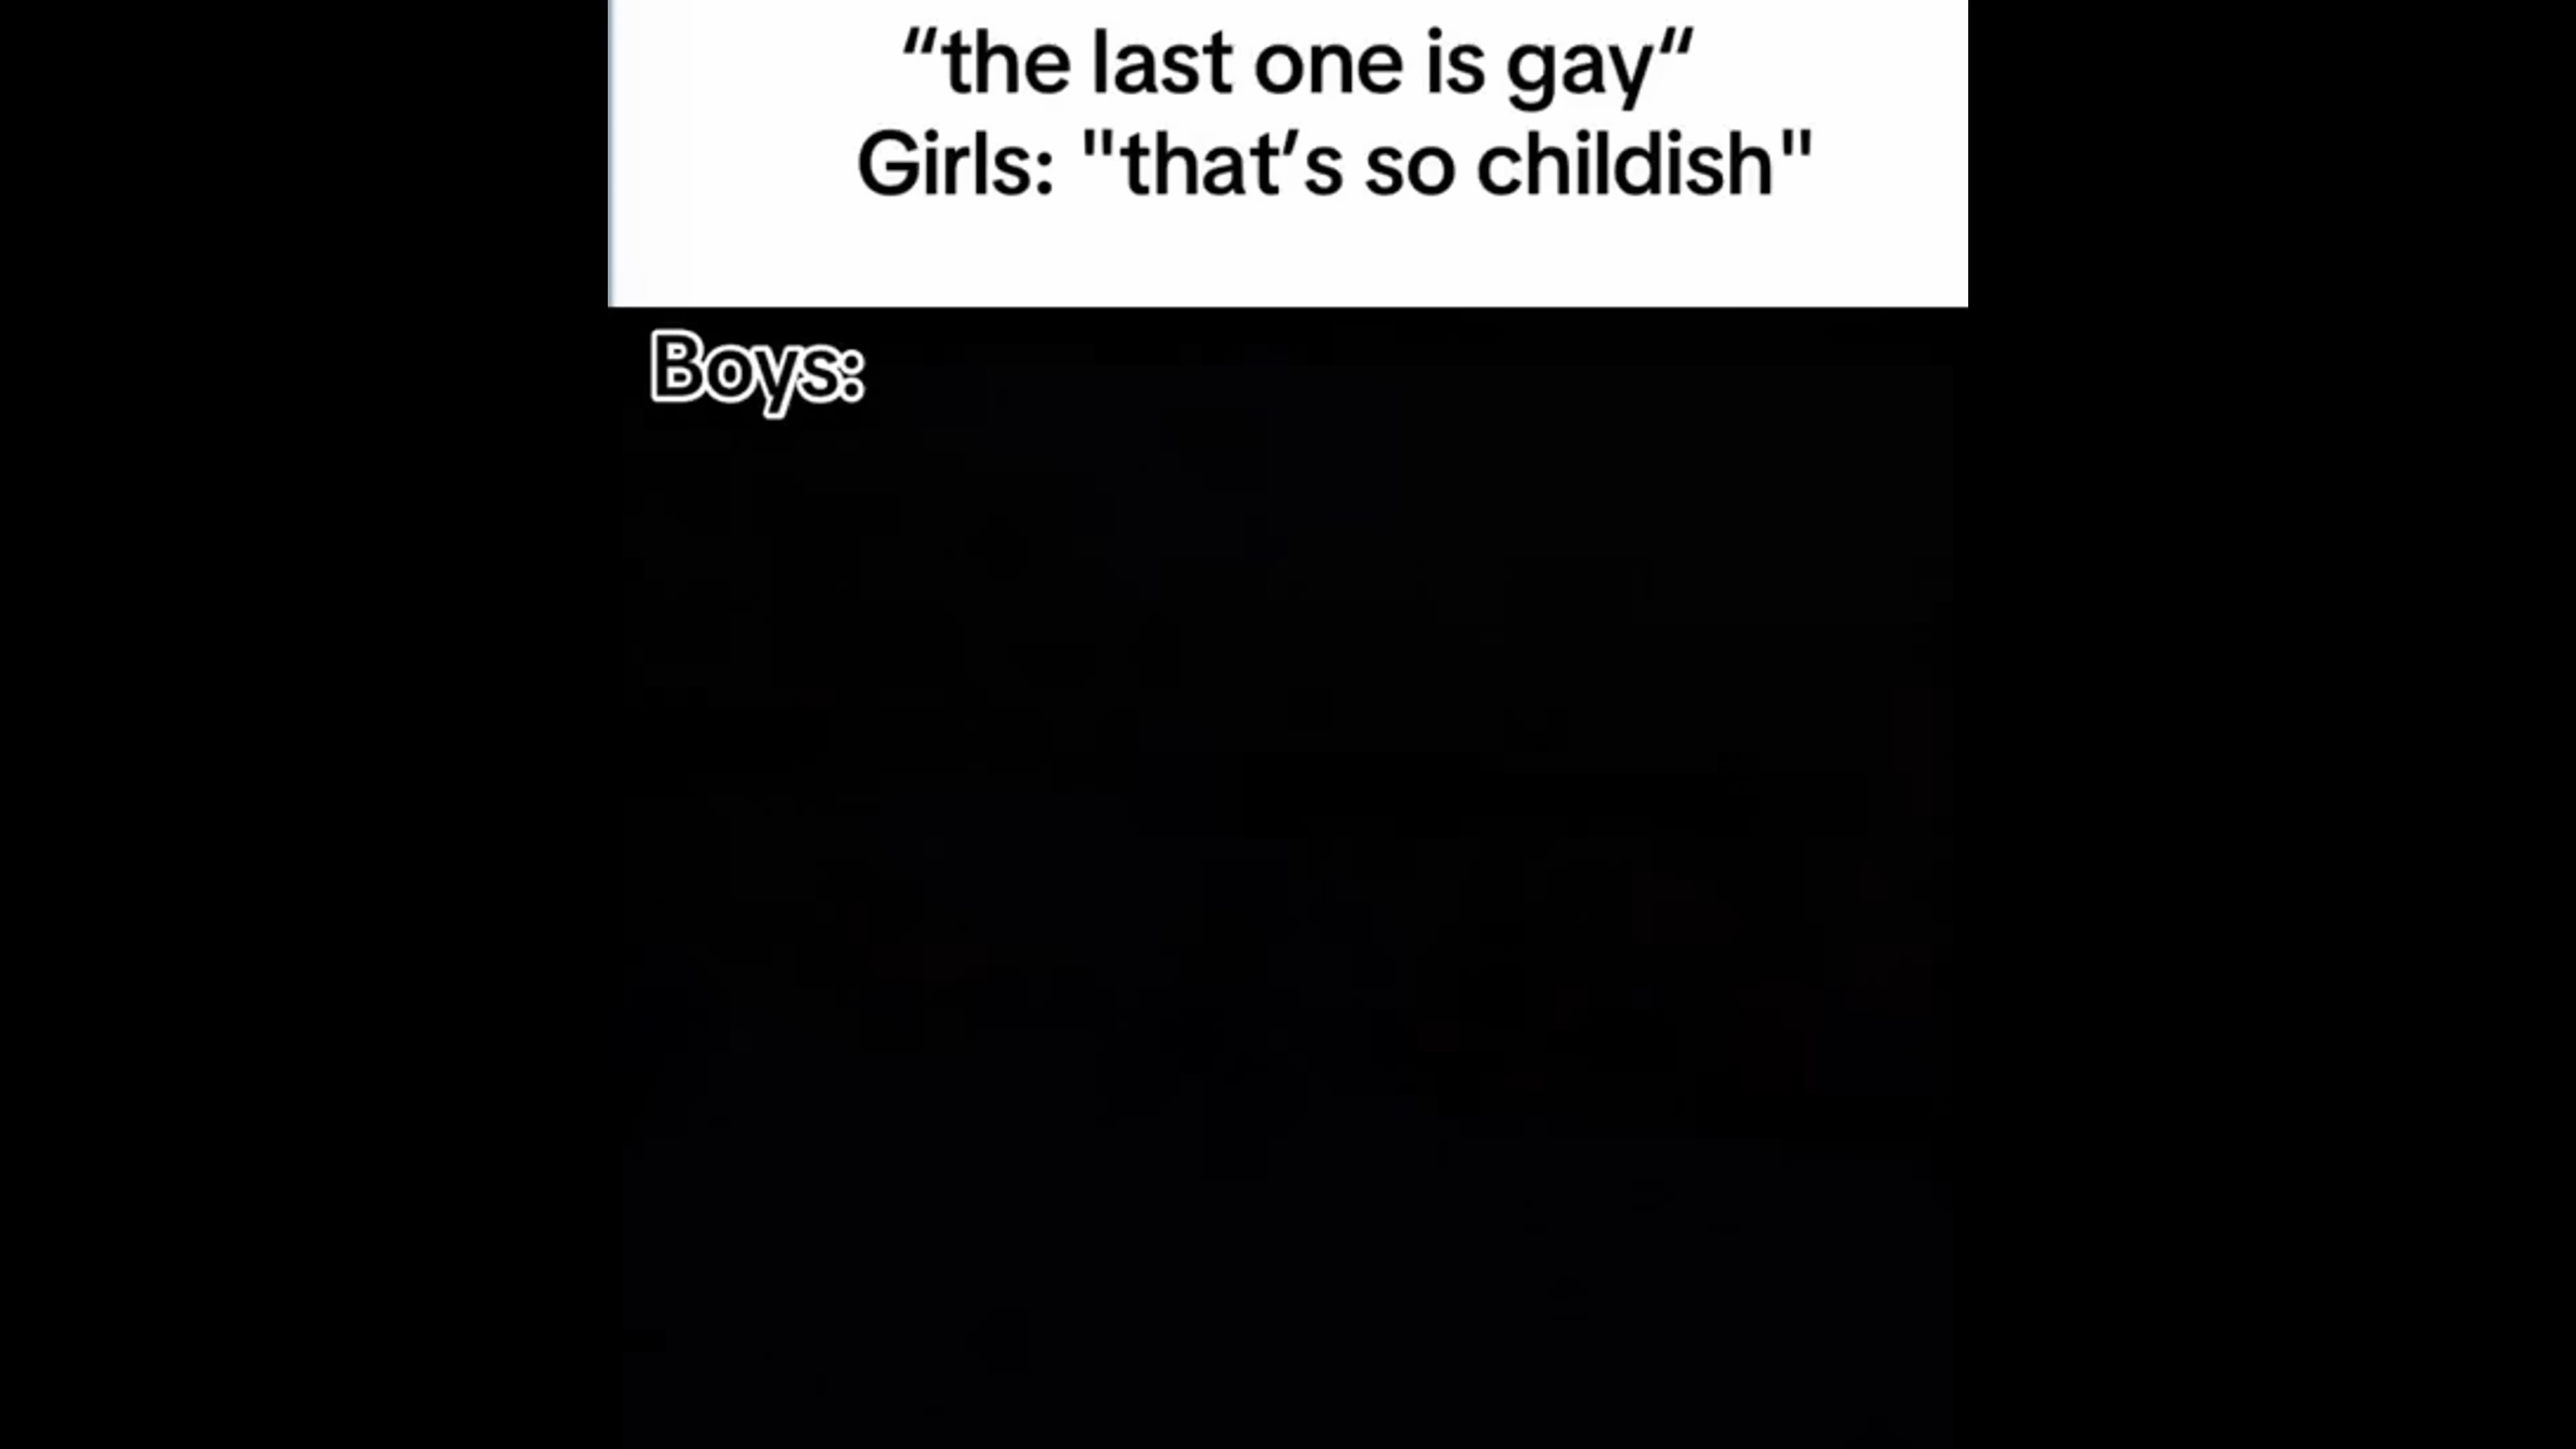 “the last one is gay“
Girls: "that’s so childish"
Boys: